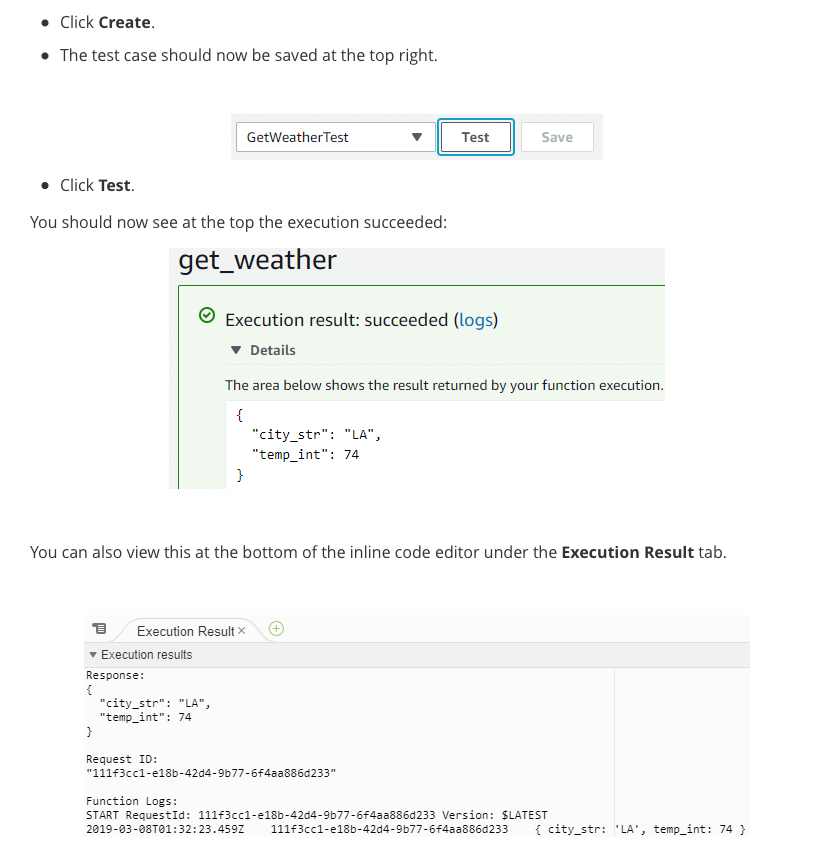 Click Create.
The test case should now be saved at the top right.
GetWeatherTest Test Save
Click Test.
You should now see at the top the execution succeeded:
get_weather
Execution result: succeeded (logs)
Details
The area below shows the result returned by your function execution.
{
"city_str": "LA",
"temp_int": 74
}
You can also view this at the bottom of the inline code editor under the Execution Result tab.
Execution Result
Execution results
Response:
{
"city_str": "LA",
"temp_int": 74
}
Request ID:
"111f3cc1-e18b-42d4-9b77-6f4aa886d233"
Function Logs:
START RequestId: 111f3cc1-e18b-42d4-9b77-6f4aa886d233 Version: $LATEST
2019-03-08T01:32:23.459Z 111f3cc1-e18b-42d4-9b77-6f4aa886d233 { city_str: 'LA', temp_int: 74 }